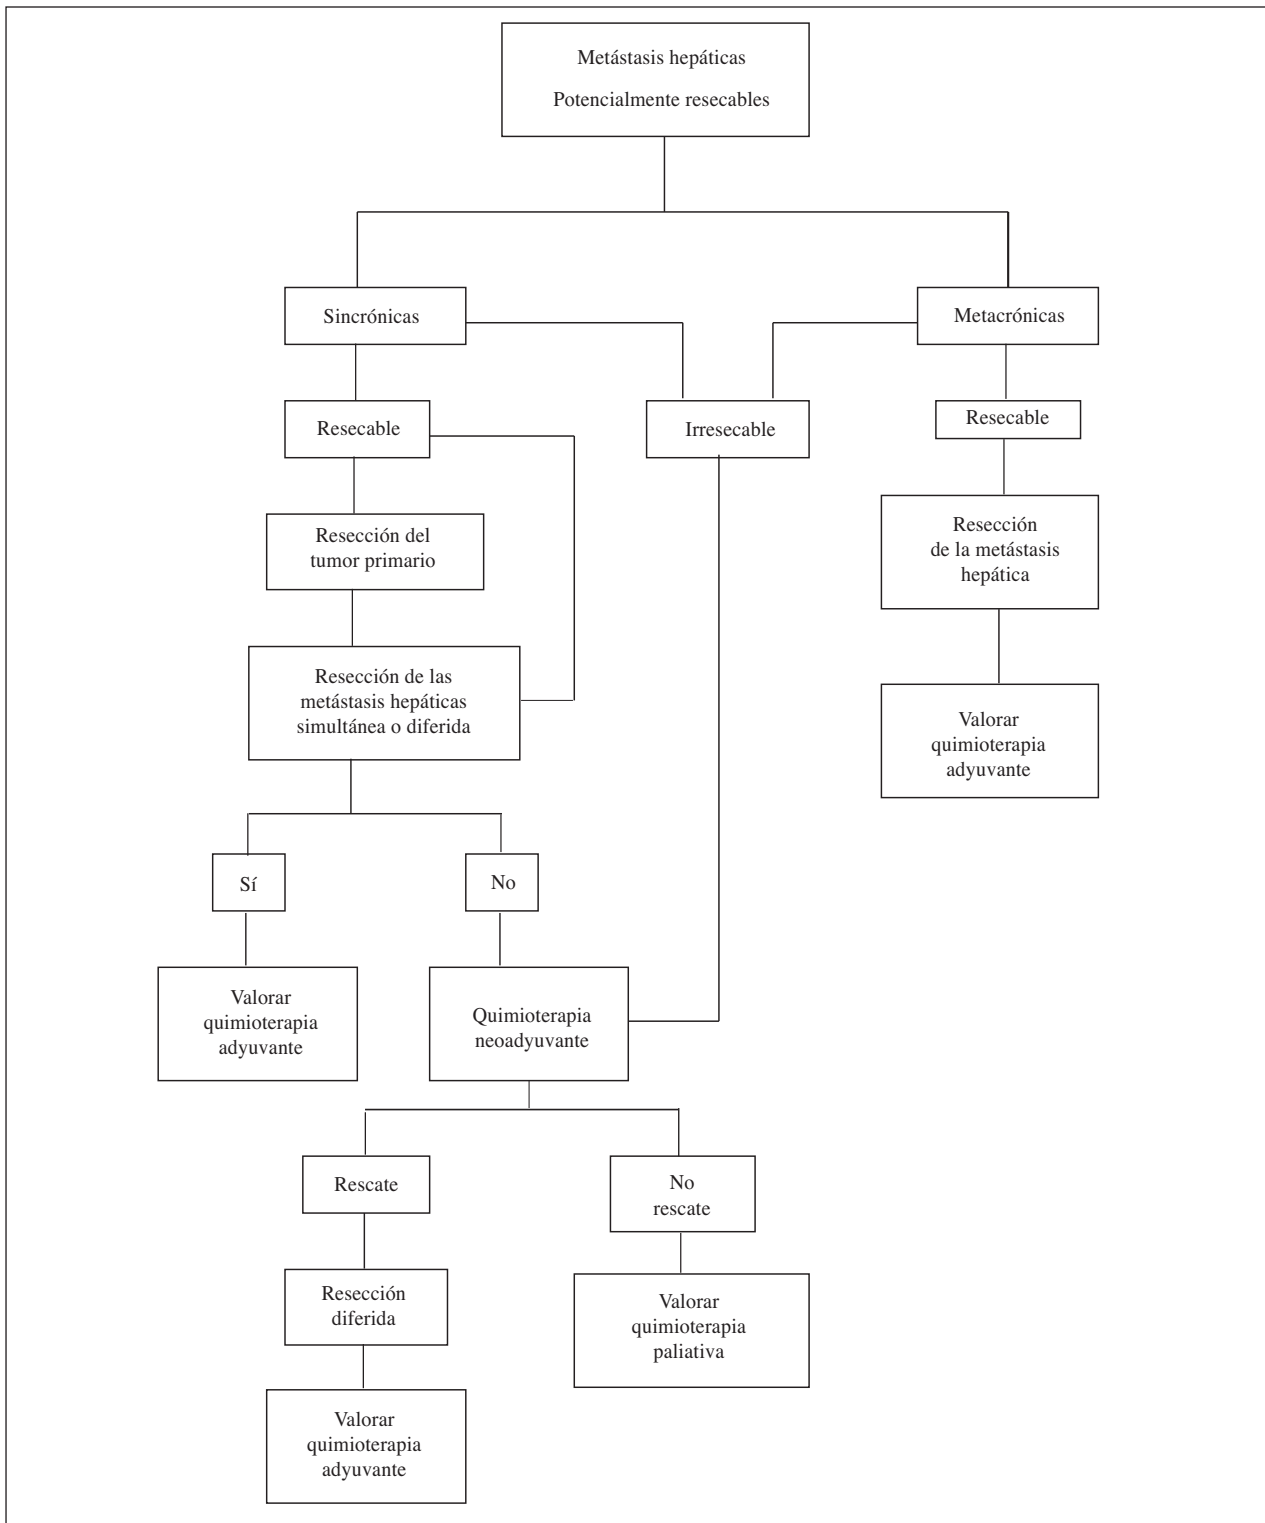 Metástasis hepáticas
Potencialmente resecables
Sincrónicas
Metacrónicas
Resecable
Irresecable
Resecable
Resección del
tumor primario
Resección
de la metástasis
hepática
Resección de las
metástasis hepáticas
simultánea o diferida
Valorar
quimioterapia
adyuvante
Sí
No
Valorar
quimioterapia
adyuvante
Quimioterapia
neoadyuvante
Rescate
No
rescate
Resección
diferida
Valorar
quimioterapia
paliativa
Valorar
quimioterapia
adyuvante